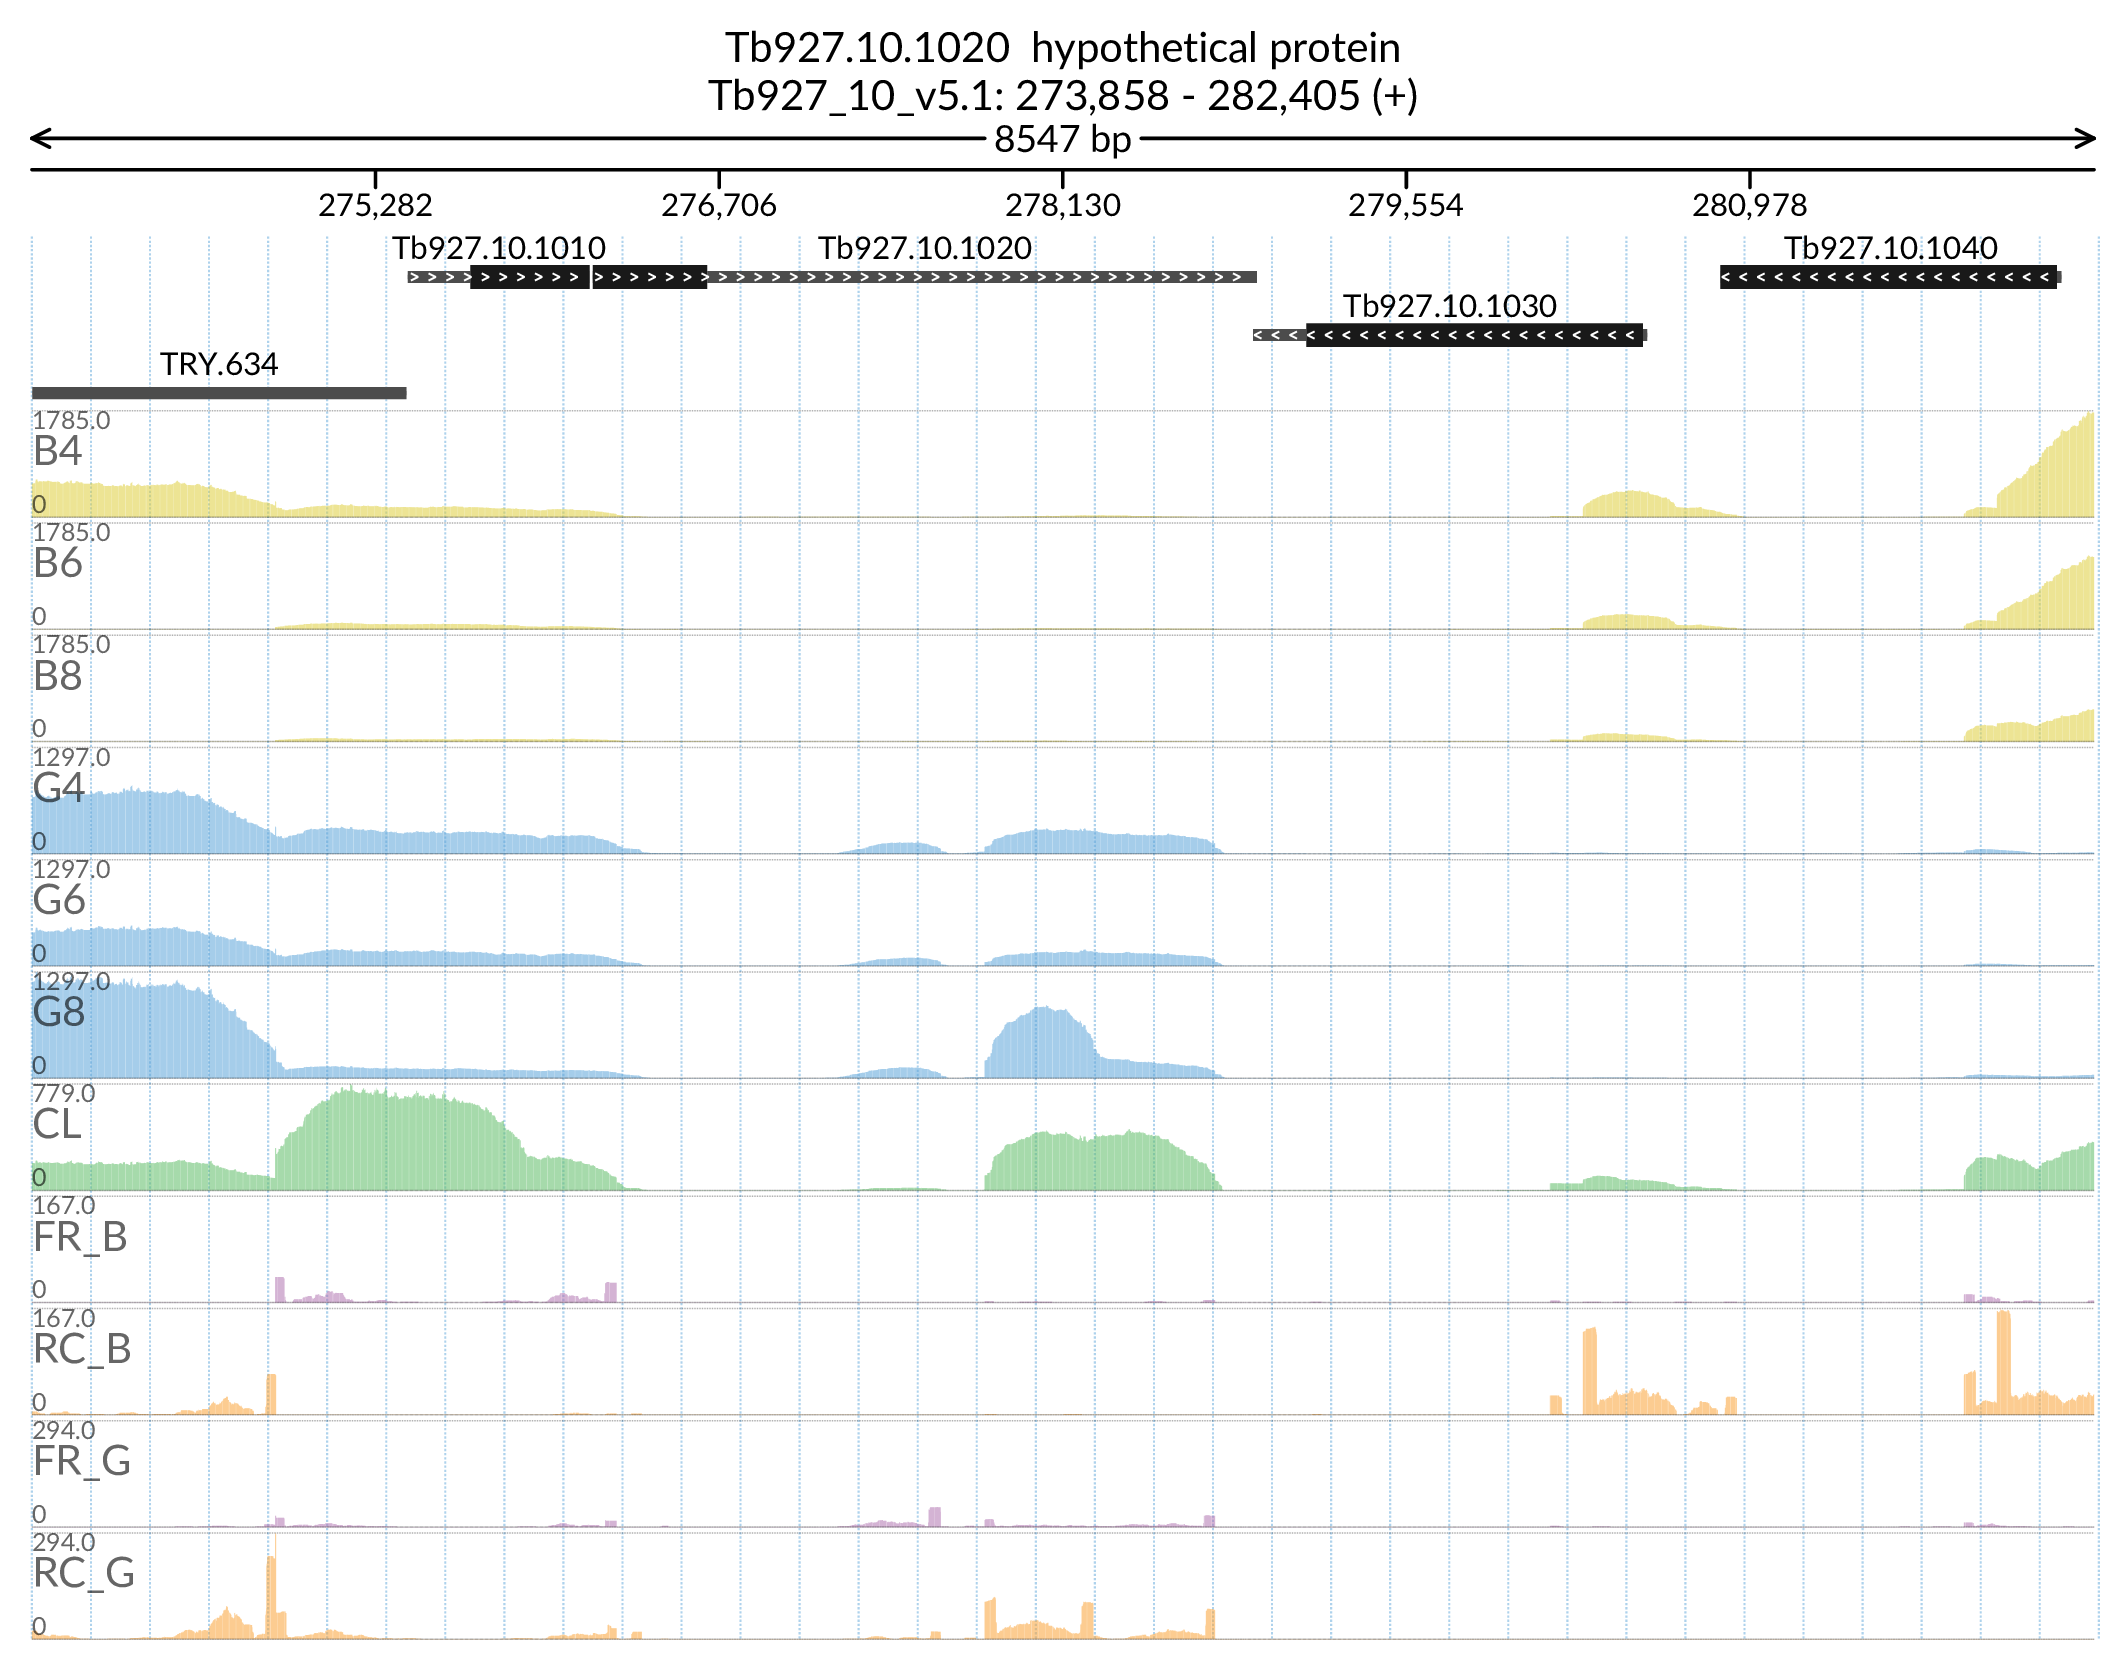 Tb927.10.1020  hypothetical protein
Tb927_10_v5.1: 273,858 - 282,405 (+)
8547 bp
275,282 276,706 278,130 279,554 280,978
Tb927.10.1010 Tb927.10.1020 Tb927.10.1040
Tb927.10.1030
TRY.634
1785.0
B4
0
1785.0
B6
0
1785.0
B8
0
1297.0
G4
0
1297.0
G6
0
1297.0
G8
0
779.0
CL
0
167.0
FR_B
0
167.0
RC_B
0
294.0
FR_G
0
294.0
RC_G
0